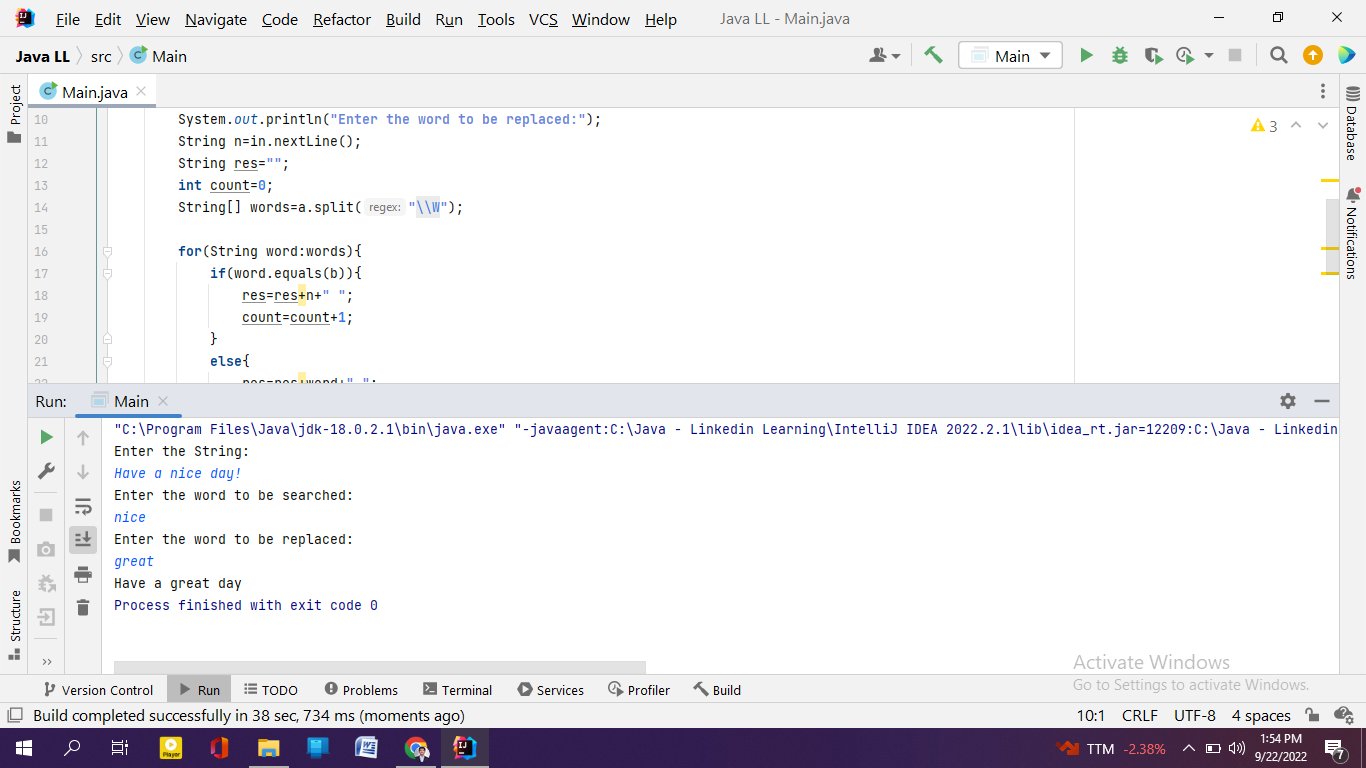 File Edit View Navigate Code Refactor Build Run Tools VCS Window Help Java LL - Main.java
Java LL src Main Main
Project
Main.java
10 System.out.println("Enter the word to be replaced:");
11 String n=in.nextLine();
12 String res="";
13 int count=0;
14 String[] words=a.split( regex: "\\W");
15
16 for(String word:words){
17 if(word.equals(b)){
18 res=res+n+" ";
19 count=count+1;
20 }
21 else{
22 res=res+word+" ";
3
Database
Notifications
Run: Main
"C:\Program Files\Java\jdk-18.0.2.1\bin\java.exe" "-javaagent:C:\Java - Linkedin Learning\IntelliJ IDEA 2022.2.1\lib\idea_rt.jar=12209:C:\Java - Linkedin
Enter the String:
Have a nice day!
Enter the word to be searched:
nice
Enter the word to be replaced:
great
Have a great day
Process finished with exit code 0
Bookmarks
Structure
Activate Windows
Go to Settings to activate Windows.
Version Control Run TODO Problems Terminal Services Profiler Build
Build completed successfully in 38 sec, 734 ms (moments ago) 10:1 CRLF UTF-8 4 spaces
Player
TTM -2.38%
1:54 PM
9/22/2022
7